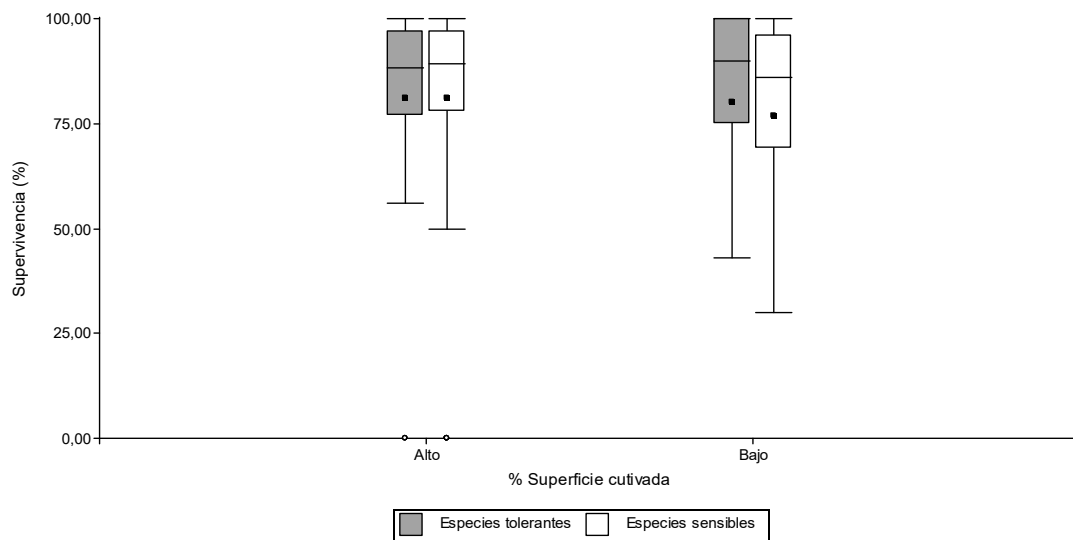 100,00
75,00
50,00
25,00
0,00
Supervivencia (%)
Alto
Bajo
% Superficie cutivada
Especies tolerantes
Especies sensibles